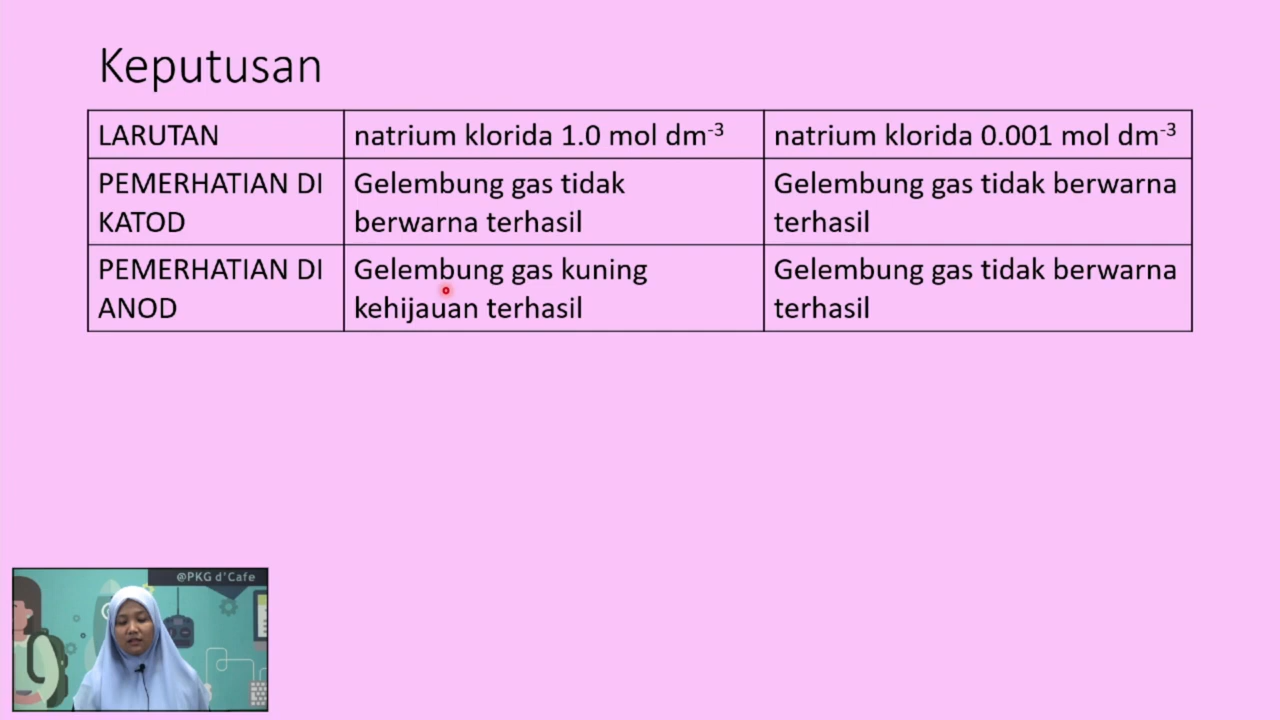 Keputusan
LARUTAN
natrium klorida 1.0 mol dm⁻³
natrium klorida 0.001 mol dm⁻³
PEMERHATIAN DI
KATOD
Gelembung gas tidak
berwarna terhasil
Gelembung gas tidak berwarna
terhasil
PEMERHATIAN DI
ANOD
Gelembung gas kuning
kehijauan terhasil
Gelembung gas tidak berwarna
terhasil
@PKG d'Cafe